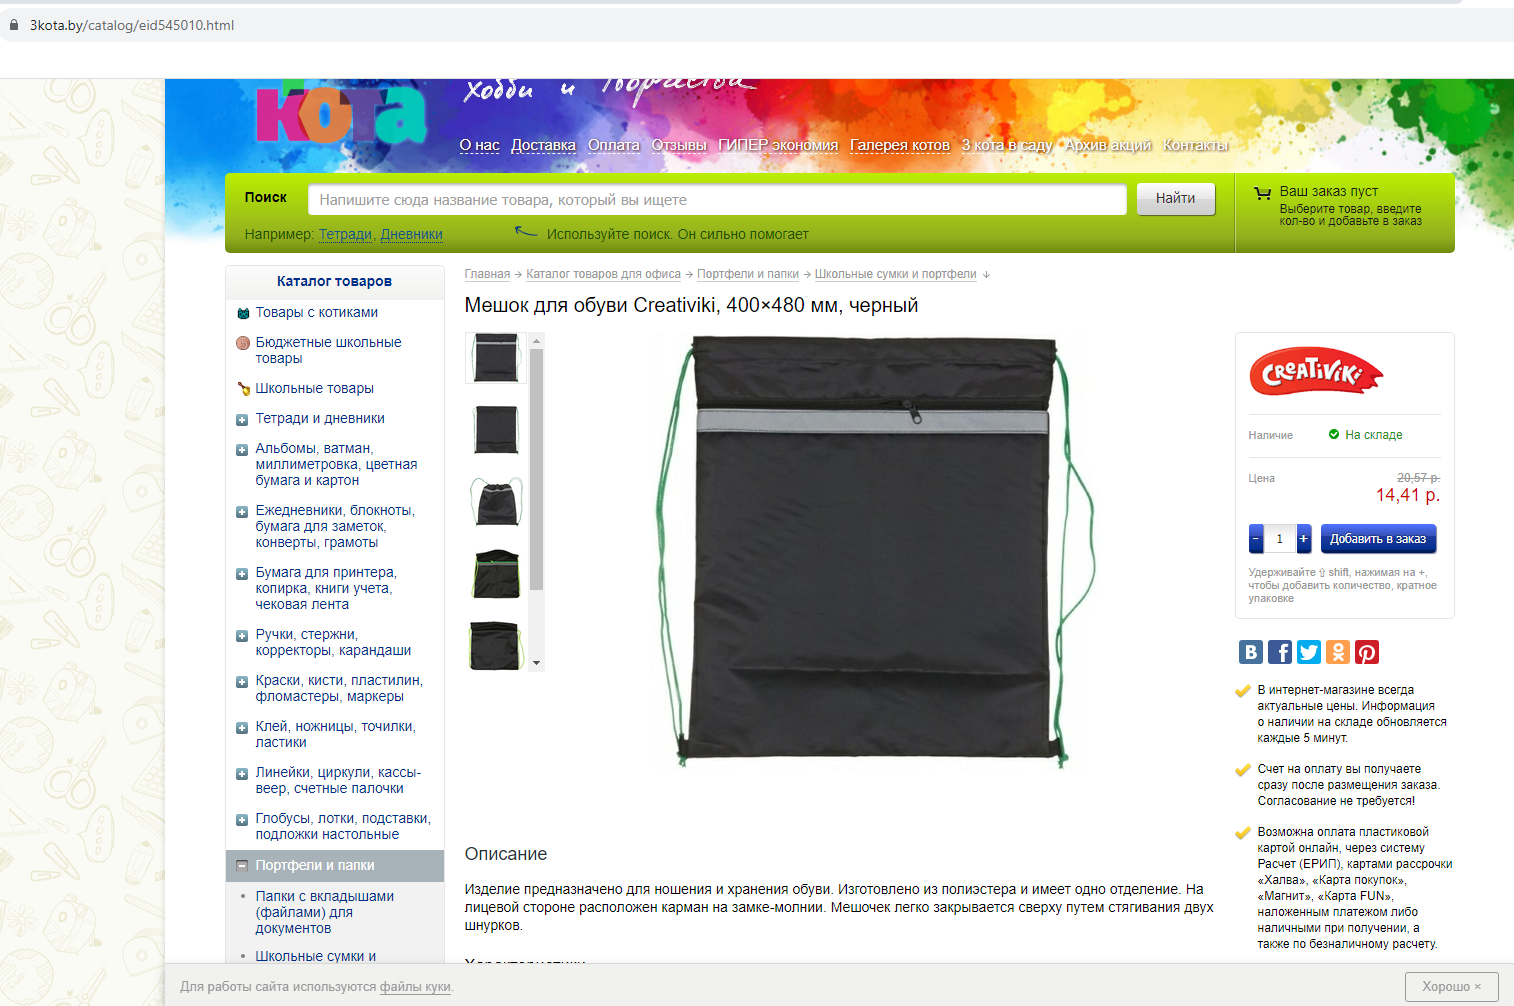 3kota.by/catalog/eid545010.html
кота
Хобби и творчества
О нас Доставка Оплата Отзывы ГИПЕР экономия Галерея котов 3 кота в саду Архив акций Контакты
Поиск
Напишите сюда название товара, который вы ищете
Найти
Например: Тетради, Дневники
Используйте поиск. Он сильно помогает
Ваш заказ пуст
Выберите товар, введите
кол-во и добавьте в заказ
Каталог товаров
Товары с котиками
Бюджетные школьные
товары
Школьные товары
Тетради и дневники
Альбомы, ватман,
миллиметровка, цветная
бумага и картон
Ежедневники, блокноты,
бумага для заметок,
конверты, грамоты
Бумага для принтера,
копирка, книги учета,
чековая лента
Ручки, стержни,
корректоры, карандаши
Краски, кисти, пластилин,
фломастеры, маркеры
Клей, ножницы, точилки,
ластики
Линейки, циркули, кассы-
веер, счетные палочки
Глобусы, лотки, подставки,
подложки настольные
Портфели и папки
Папки с вкладышами
(файлами) для
документов
Школьные сумки и
Главная → Каталог товаров для офиса → Портфели и папки → Школьные сумки и портфели ↓
Мешок для обуви Creativiki, 400×480 мм, черный
Описание
Изделие предназначено для ношения и хранения обуви. Изготовлено из полиэстера и имеет одно отделение. На
лицевой стороне расположен карман на замке-молнии. Мешочек легко закрывается сверху путем стягивания двух
шнурков.
Характеристики
CREATIVIKI
Наличие На складе
Цена 20,57 р.
14,41 р.
- 1 + Добавить в заказ
Удерживайте ⇧ shift, нажимая на +,
чтобы добавить количество, кратное
упаковке
В интернет-магазине всегда
актуальные цены. Информация
о наличии на складе обновляется
каждые 5 минут.
Счет на оплату вы получаете
сразу после размещения заказа.
Согласование не требуется!
Возможна оплата пластиковой
картой онлайн, через систему
Расчет (ЕРИП), картами рассрочки
«Халва», «Карта покупок»,
«Магнит», «Карта FUN»,
наложенным платежом либо
наличными при получении, а
также по безналичному расчету.
Для работы сайта используются файлы куки.
Хорошо ×